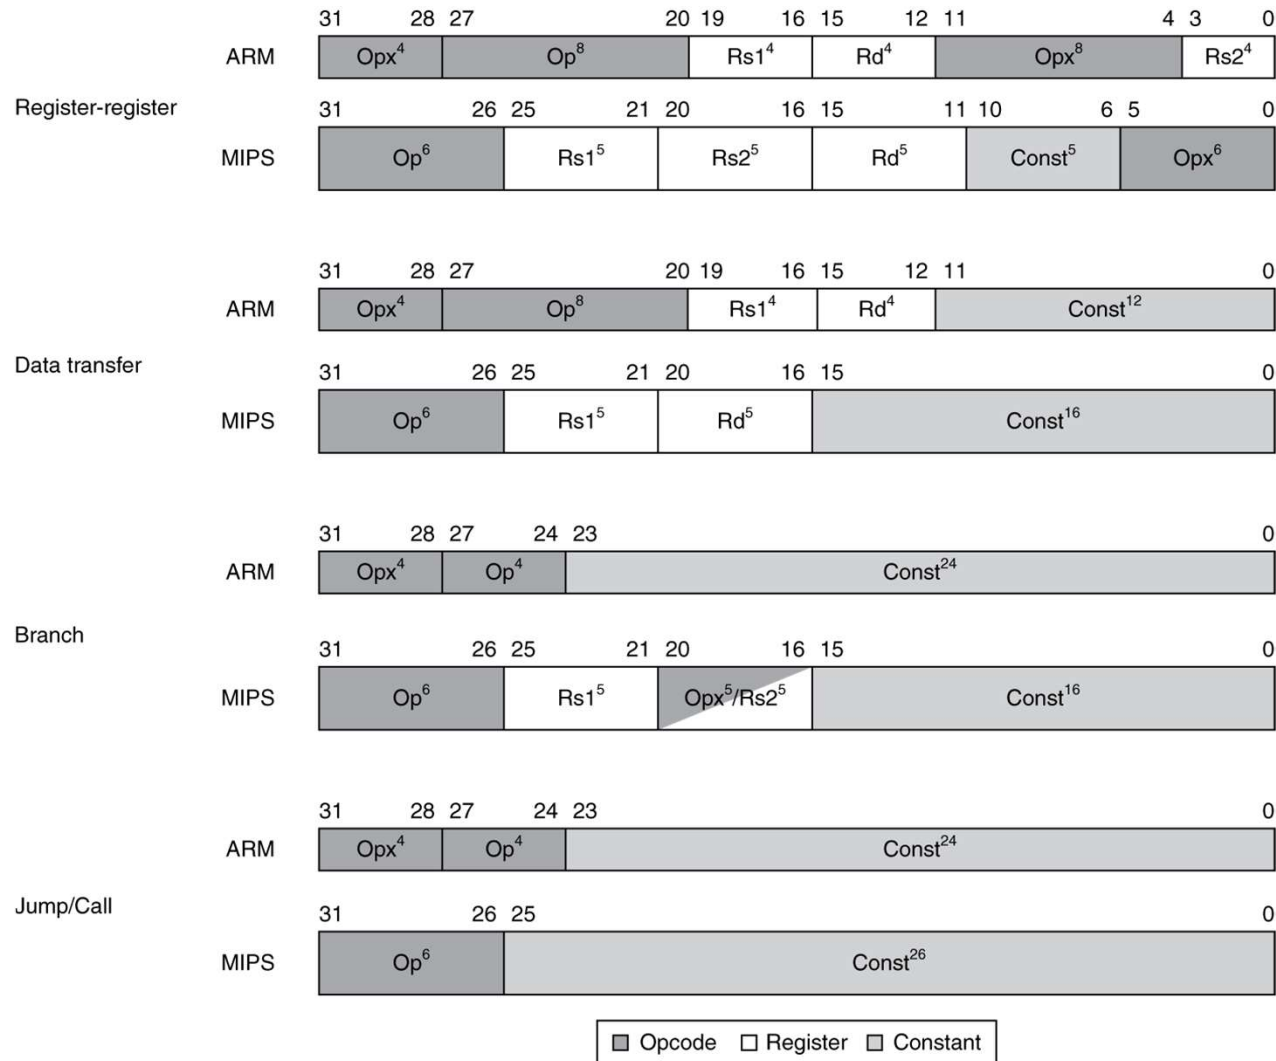 31 28 27 20 19 16 15 12 11 4 3 0
ARM Opx⁴ Op⁸ Rs1⁴ Rd⁴ Opx⁸ Rs2⁴
Register-register
31 26 25 21 20 16 15 11 10 6 5 0
MIPS Op⁶ Rs1⁵ Rs2⁵ Rd⁵ Const⁵ Opx⁶
31 28 27 20 19 16 15 12 11 0
ARM Opx⁴ Op⁸ Rs1⁴ Rd⁴ Const¹²
Data transfer
31 26 25 21 20 16 15 0
MIPS Op⁶ Rs1⁵ Rd⁵ Const¹⁶
31 28 27 24 23 0
ARM Opx⁴ Op⁴ Const²⁴
Branch
31 26 25 21 20 16 15 0
MIPS Op⁶ Rs1⁵ Opx⁵/Rs2⁵ Const¹⁶
31 28 27 24 23 0
ARM Opx⁴ Op⁴ Const²⁴
Jump/Call
31 26 25 0
MIPS Op⁶ Const²⁶
Opcode Register Constant